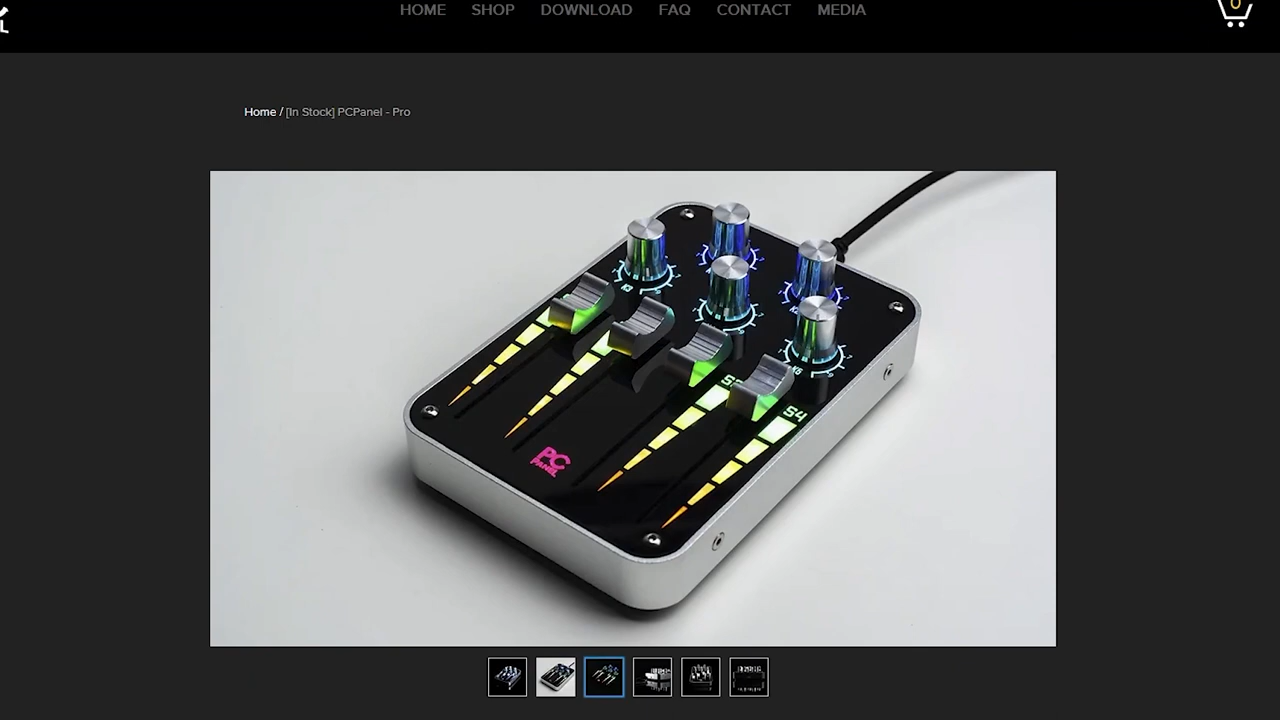 HOME SHOP DOWNLOAD FAQ CONTACT MEDIA
0
Home / [In Stock] PCPanel - Pro
S4
PC
PANEL